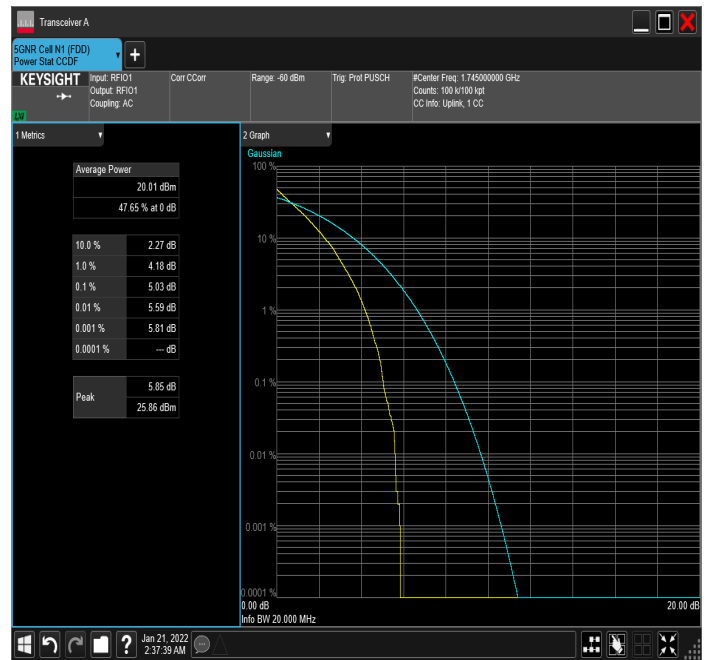 Transceiver A
5GNR Cell N1 (FDD)
Power Stat CCDF
KEYSIGHT
LXI
Input: RFIO1
Output: RFIO1
Coupling: AC
Corr CCorr
Range: -60 dBm
Trig: Prot PUSCH
#Center Freq: 1.745000000 GHz
Counts: 100 k/100 kpt
CC Info: Uplink, 1 CC
1 Metrics
Average Power
20.01 dBm
47.65 % at 0 dB
10.0 % 2.27 dB
1.0 % 4.18 dB
0.1 % 5.03 dB
0.01 % 5.59 dB
0.001 % 5.81 dB
0.0001 % --- dB
Peak
5.85 dB
25.86 dBm
2 Graph
Gaussian
100 %
10 %
1 %
0.1 %
0.01 %
0.001 %
0.0001 %
0.00 dB
20.00 dB
Info BW 20.000 MHz
?
Jan 21, 2022
2:37:39 AM